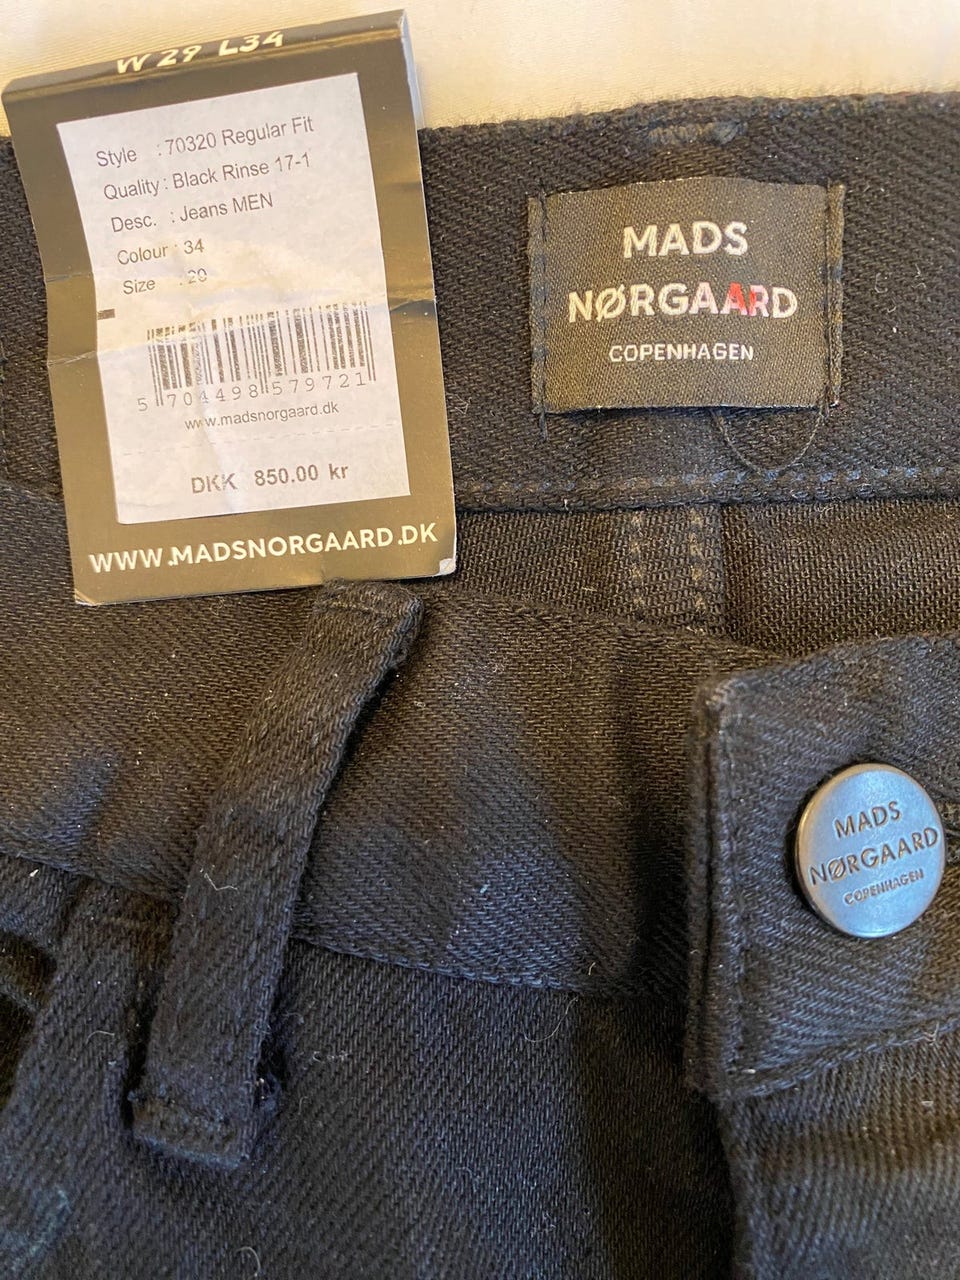 W 29 L34
Style : 70320 Regular Fit
Quality : Black Rinse 17-1
Desc. : Jeans MEN
Colour : 34
Size :
5 704498 579721
www.madsnorgaard.dk
DKK 850.00 kr
WWW.MADSNORGAARD.DK
MADS
NØRGAARD
COPENHAGEN
MADS
NØRGAARD
COPENHAGEN